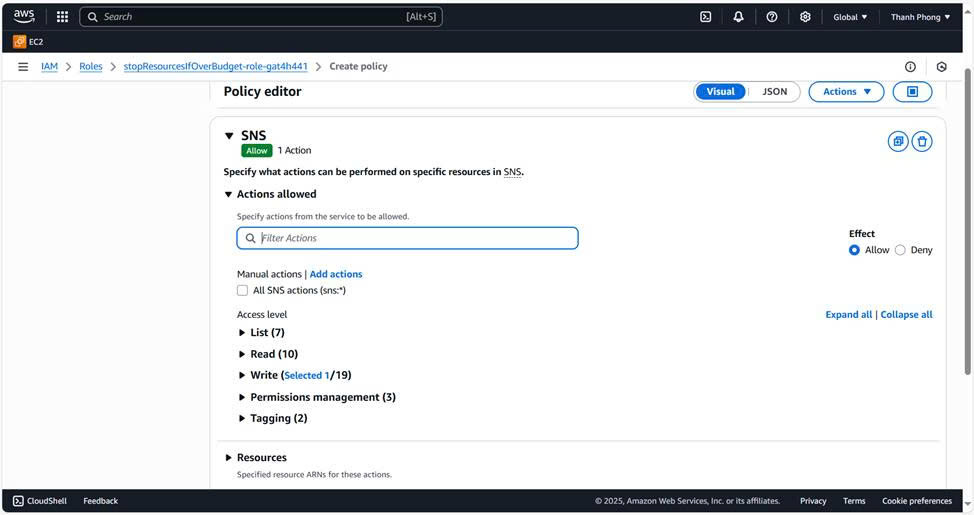 aws Search [Alt+S] Global Thanh Phong
EC2
IAM > Roles > stopResourcesIfOverBudget-role-gat4h441 > Create policy
Policy editor Visual JSON Actions
SNS
Allow 1 Action
Specify what actions can be performed on specific resources in SNS.
Actions allowed
Specify actions from the service to be allowed.
Filter Actions
Effect
Allow Deny
Manual actions | Add actions
All SNS actions (sns:*)
Access level Expand all | Collapse all
List (7)
Read (10)
Write (Selected 1/19)
Permissions management (3)
Tagging (2)
Resources
Specified resource ARNs for these actions.
CloudShell Feedback © 2025, Amazon Web Services, Inc. or its affiliates. Privacy Terms Cookie preferences